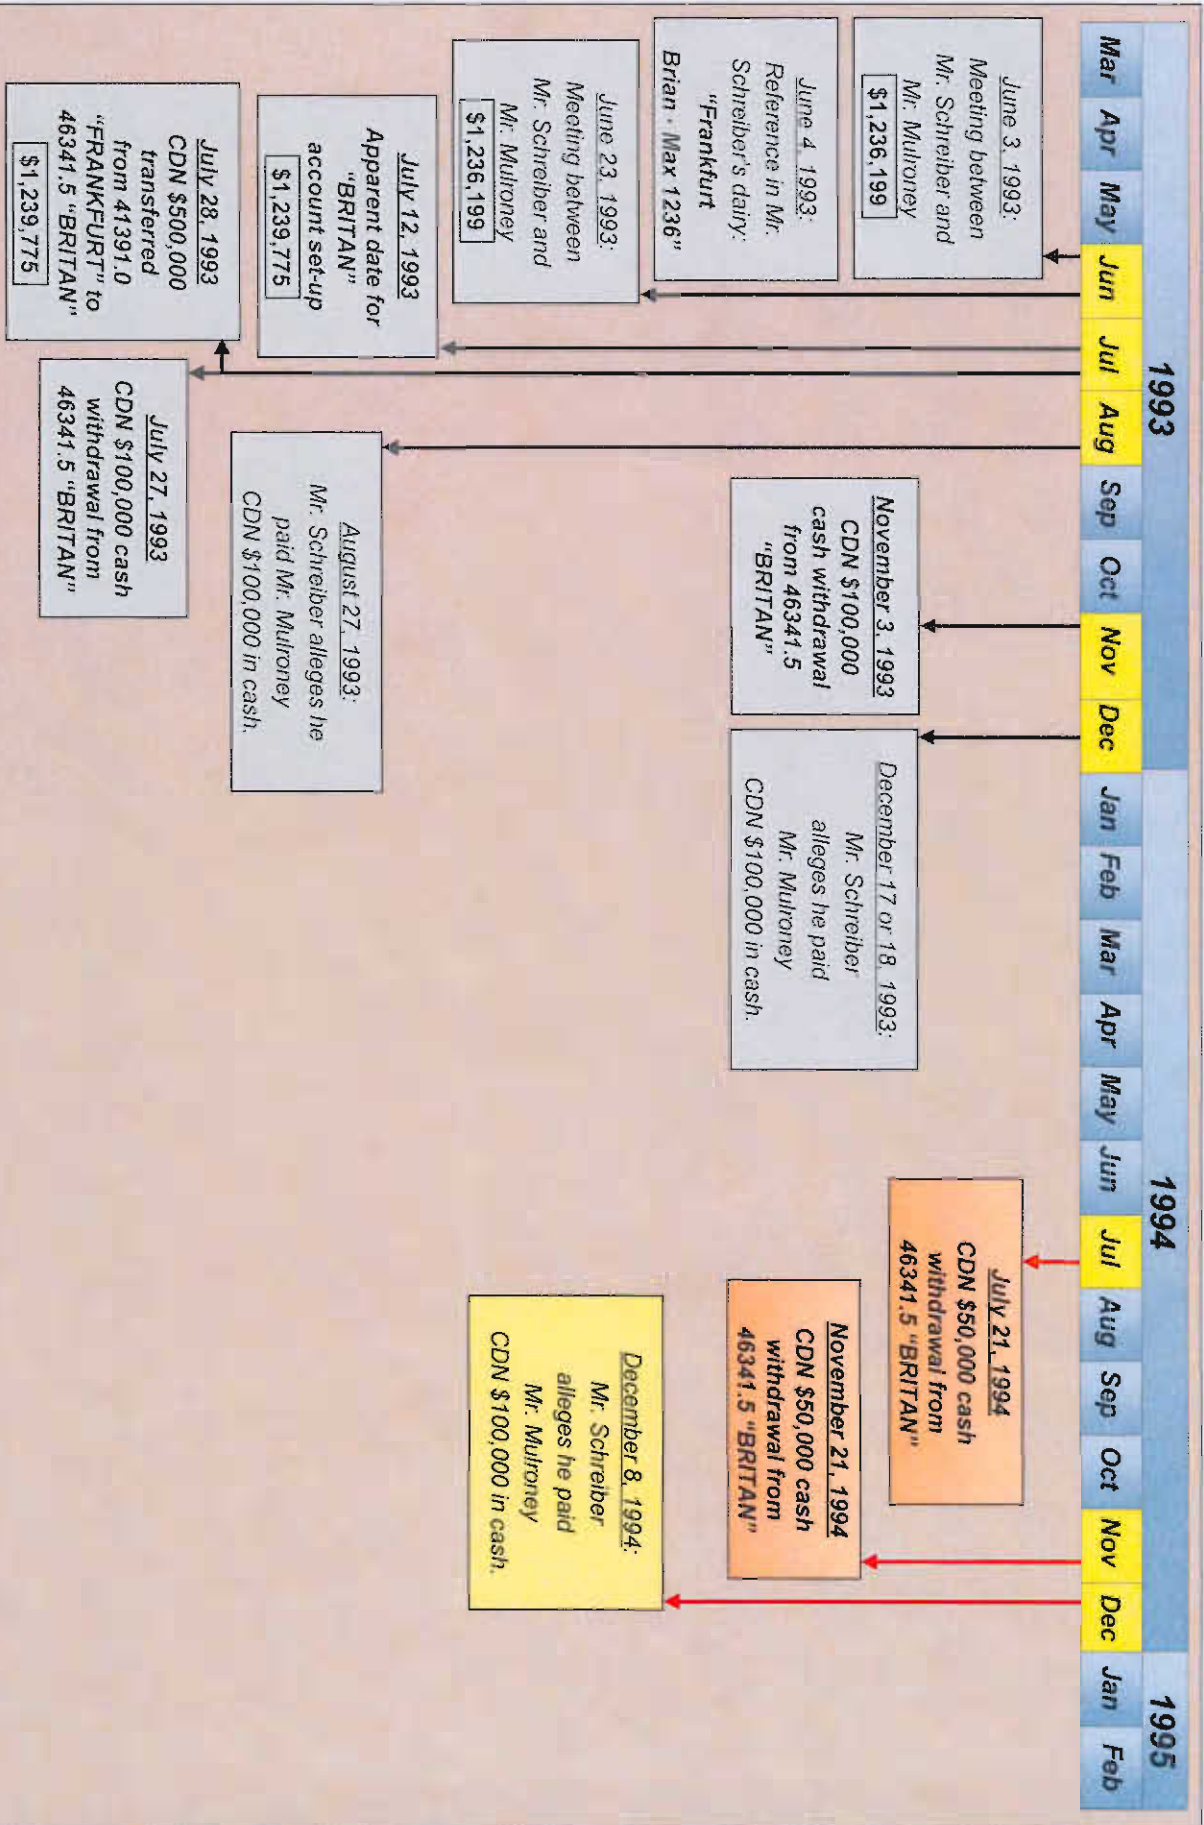 1993
1994
1995
Mar Apr May Jun Jul Aug Sep Oct Nov Dec Jan Feb Mar Apr May Jun Jul Aug Sep Oct Nov Dec Jan Feb
June 3, 1993:
Meeting between
Mr. Schreiber and
Mr. Mulroney
$1,236,199
June 4, 1993:
Reference in Mr.
Schreiber's dairy:
"Frankfurt
Brian - Max 1236"
June 23, 1993:
Meeting between
Mr. Schreiber and
Mr. Mulroney
$1,236,199
July 12, 1993
Apparent date for
"BRITAN"
account set-up
$1,239,775
July 28, 1993
CDN $500,000
transferred
from 41391.0
"FRANKFURT" to
46341.5 "BRITAN"
$1,239,775
July 27, 1993
CDN $100,000 cash
withdrawal from
46341.5 "BRITAN"
August 27, 1993:
Mr. Schreiber alleges he
paid Mr. Mulroney
CDN $100,000 in cash.
November 3, 1993
CDN $100,000
cash withdrawal
from 46341.5
"BRITAN"
December 17 or 18, 1993:
Mr. Schreiber
alleges he paid
Mr. Mulroney
CDN $100,000 in cash.
July 21, 1994
CDN $50,000 cash
withdrawal from
46341.5 "BRITAN"
November 21, 1994
CDN $50,000 cash
withdrawal from
46341.5 "BRITAN"
December 8, 1994:
Mr. Schreiber
alleges he paid
Mr. Mulroney
CDN $100,000 in cash.